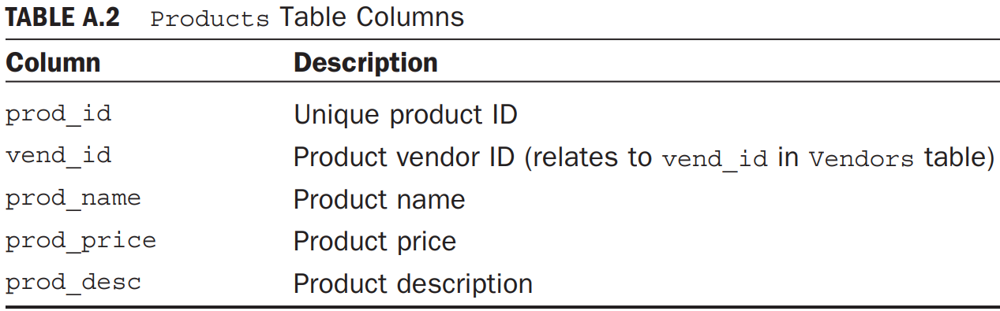 TABLE A.2 Products Table Columns
Column Description
prod_id Unique product ID
vend_id Product vendor ID (relates to vend_id in Vendors table)
prod_name Product name
prod_price Product price
prod_desc Product description